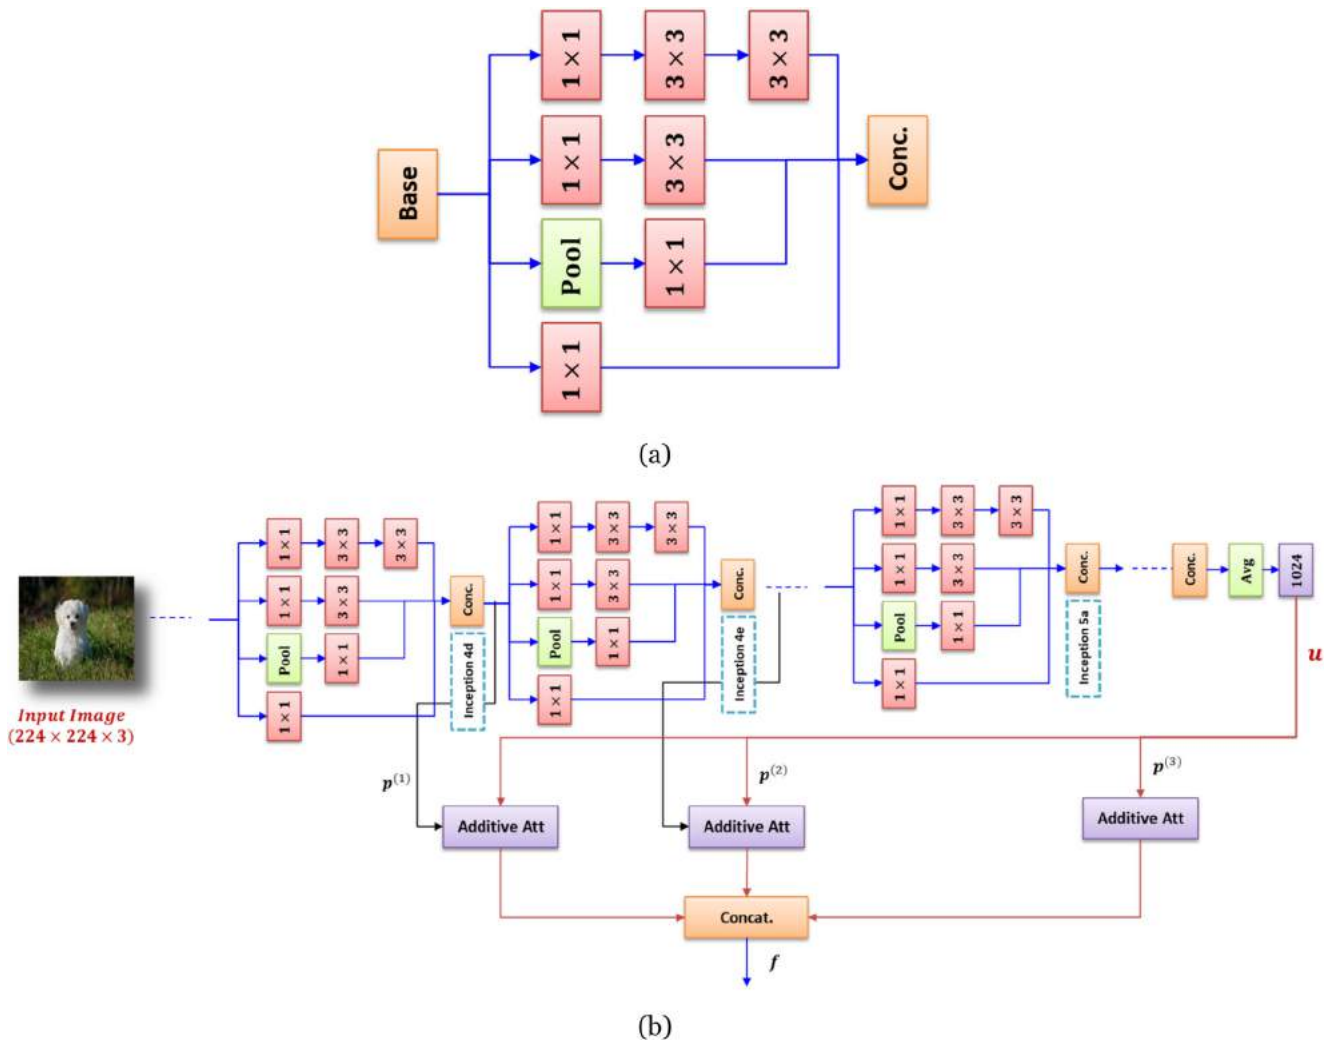 1 × 1
3 × 3
3 × 3
1 × 1
3 × 3
Base
Conc.
Pool
1 × 1
1 × 1
(a)
1 × 1
3 × 3
3 × 3
1 × 1
3 × 3
Conc.
Pool
1 × 1
Inception 4d
1 × 1
1 × 1
3 × 3
3 × 3
1 × 1
3 × 3
Conc.
Pool
1 × 1
Inception 4e
1 × 1
1 × 1
3 × 3
3 × 3
1 × 1
3 × 3
Conc.
Pool
1 × 1
Inception 5a
1 × 1
Conc.
Avg
1024
u
Input Image
(224 × 224 × 3)
p(1)
p(2)
p(3)
Additive Att
Additive Att
Additive Att
Concat.
f
(b)